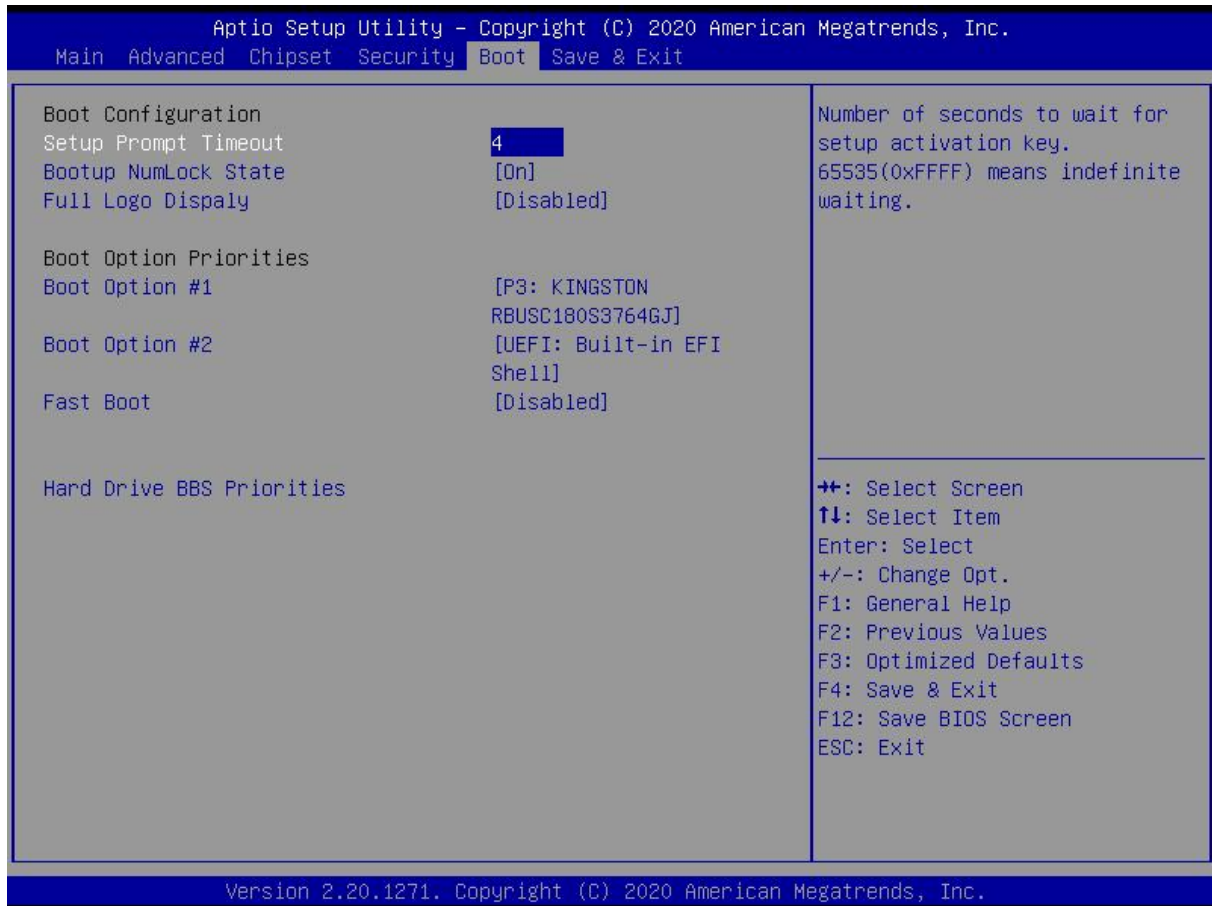 Aptio Setup Utility – Copyright (C) 2020 American Megatrends, Inc.
Main Advanced Chipset Security Boot Save & Exit
Boot Configuration
Setup Prompt Timeout 4
Bootup NumLock State [On]
Full Logo Dispaly [Disabled]
Boot Option Priorities
Boot Option #1 [P3: KINGSTON
RBUSC180S3764GJ]
Boot Option #2 [UEFI: Built-in EFI
Shell]
Fast Boot [Disabled]
Hard Drive BBS Priorities
Number of seconds to wait for
setup activation key.
65535(0xFFFF) means indefinite
waiting.
→←: Select Screen
↑↓: Select Item
Enter: Select
+/-: Change Opt.
F1: General Help
F2: Previous Values
F3: Optimized Defaults
F4: Save & Exit
F12: Save BIOS Screen
ESC: Exit
Version 2.20.1271. Copyright (C) 2020 American Megatrends, Inc.